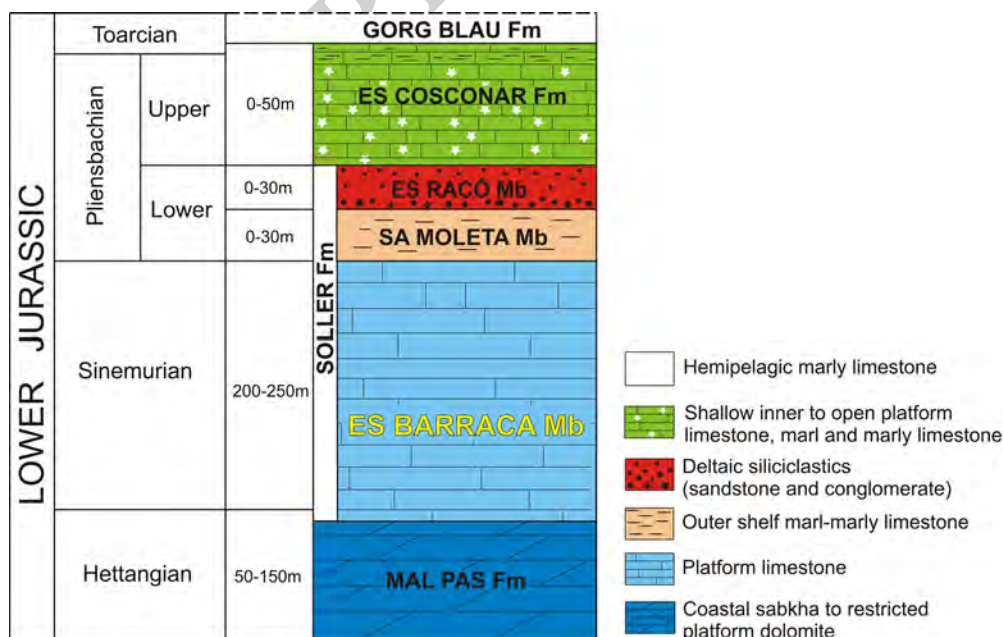 LOWER JURASSIC
Toarcian
Pliensbachian
Upper
Lower
Sinemurian
Hettangian
0-50m
0-30m
0-30m
200-250m
50-150m
SOLLER Fm
GORG BLAU Fm
ES COSCONAR Fm
ES RACÓ Mb
SA MOLETA Mb
ES BARRACA Mb
MAL PAS Fm
Hemipelagic marly limestone
Shallow inner to open platform
limestone, marl and marly limestone
Deltaic siliciclastics
(sandstone and conglomerate)
Outer shelf marl-marly limestone
Platform limestone
Coastal sabkha to restricted
platform dolomite